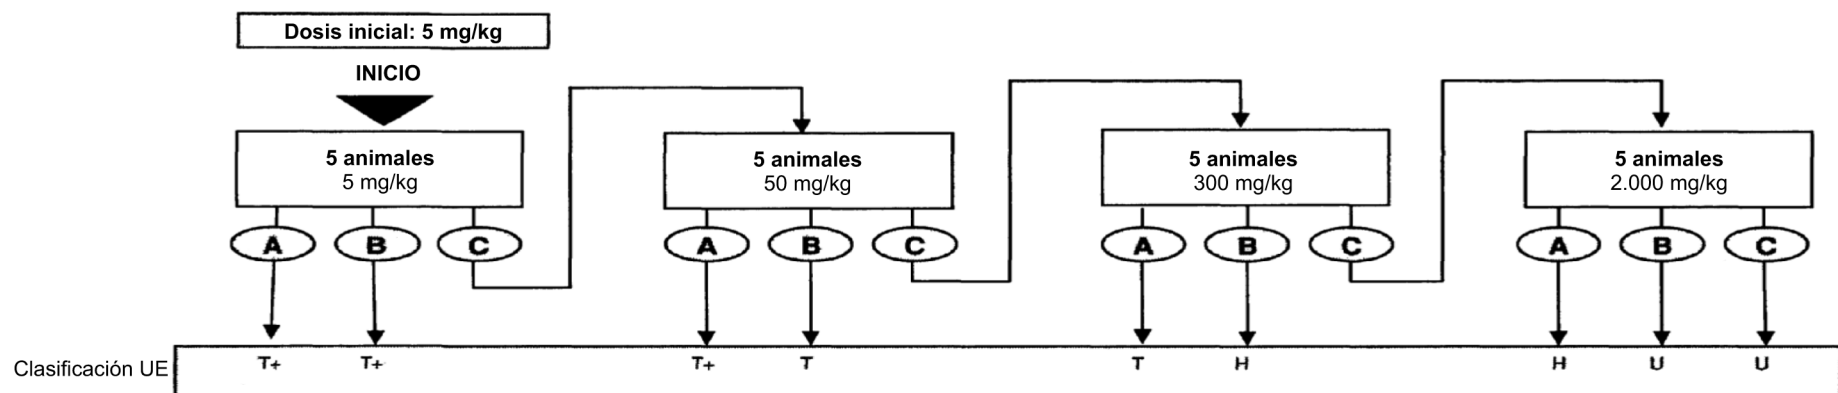 Dosis inicial: 5 mg/kg
INICIO
5 animales
5 mg/kg
5 animales
50 mg/kg
5 animales
300 mg/kg
5 animales
2.000 mg/kg
A B C A B C A B C A B C
Clasificación UE T+ T+ T+ T T H H U U